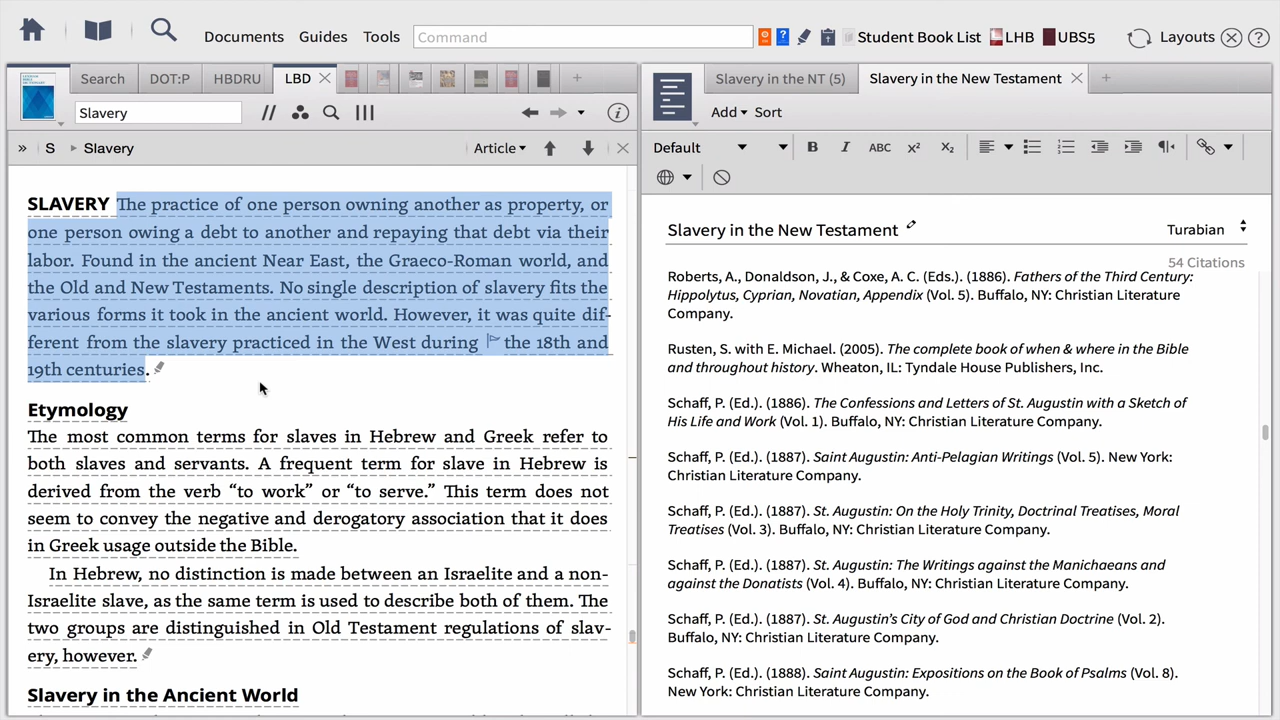 Documents Guides Tools Command Student Book List LHB UBS5 Layouts
Search DOT:P HBDRU LBD
Slavery
S Slavery Article
SLAVERY The practice of one person owning another as property, or
one person owing a debt to another and repaying that debt via their
labor. Found in the ancient Near East, the Graeco-Roman world, and
the Old and New Testaments. No single description of slavery fits the
various forms it took in the ancient world. However, it was quite dif-
ferent from the slavery practiced in the West during the 18th and
19th centuries.
Etymology
The most common terms for slaves in Hebrew and Greek refer to
both slaves and servants. A frequent term for slave in Hebrew is
derived from the verb “to work” or “to serve.” This term does not
seem to convey the negative and derogatory association that it does
in Greek usage outside the Bible.
In Hebrew, no distinction is made between an Israelite and a non-
Israelite slave, as the same term is used to describe both of them. The
two groups are distinguished in Old Testament regulations of slav-
ery, however.
Slavery in the Ancient World
Slavery in the NT (5) Slavery in the New Testament
Add Sort
Default B I ABC X² X₂
Slavery in the New Testament Turabian
54 Citations
Roberts, A., Donaldson, J., & Coxe, A. C. (Eds.). (1886). Fathers of the Third Century:
Hippolytus, Cyprian, Novatian, Appendix (Vol. 5). Buffalo, NY: Christian Literature
Company.
Rusten, S. with E. Michael. (2005). The complete book of when & where in the Bible
and throughout history. Wheaton, IL: Tyndale House Publishers, Inc.
Schaff, P. (Ed.). (1886). The Confessions and Letters of St. Augustin with a Sketch of
His Life and Work (Vol. 1). Buffalo, NY: Christian Literature Company.
Schaff, P. (Ed.). (1887). Saint Augustin: Anti-Pelagian Writings (Vol. 5). New York:
Christian Literature Company.
Schaff, P. (Ed.). (1887). St. Augustin: On the Holy Trinity, Doctrinal Treatises, Moral
Treatises (Vol. 3). Buffalo, NY: Christian Literature Company.
Schaff, P. (Ed.). (1887). St. Augustin: The Writings against the Manichaeans and
against the Donatists (Vol. 4). Buffalo, NY: Christian Literature Company.
Schaff, P. (Ed.). (1887). St. Augustin’s City of God and Christian Doctrine (Vol. 2).
Buffalo, NY: Christian Literature Company.
Schaff, P. (Ed.). (1888). Saint Augustin: Expositions on the Book of Psalms (Vol. 8).
New York: Christian Literature Company.